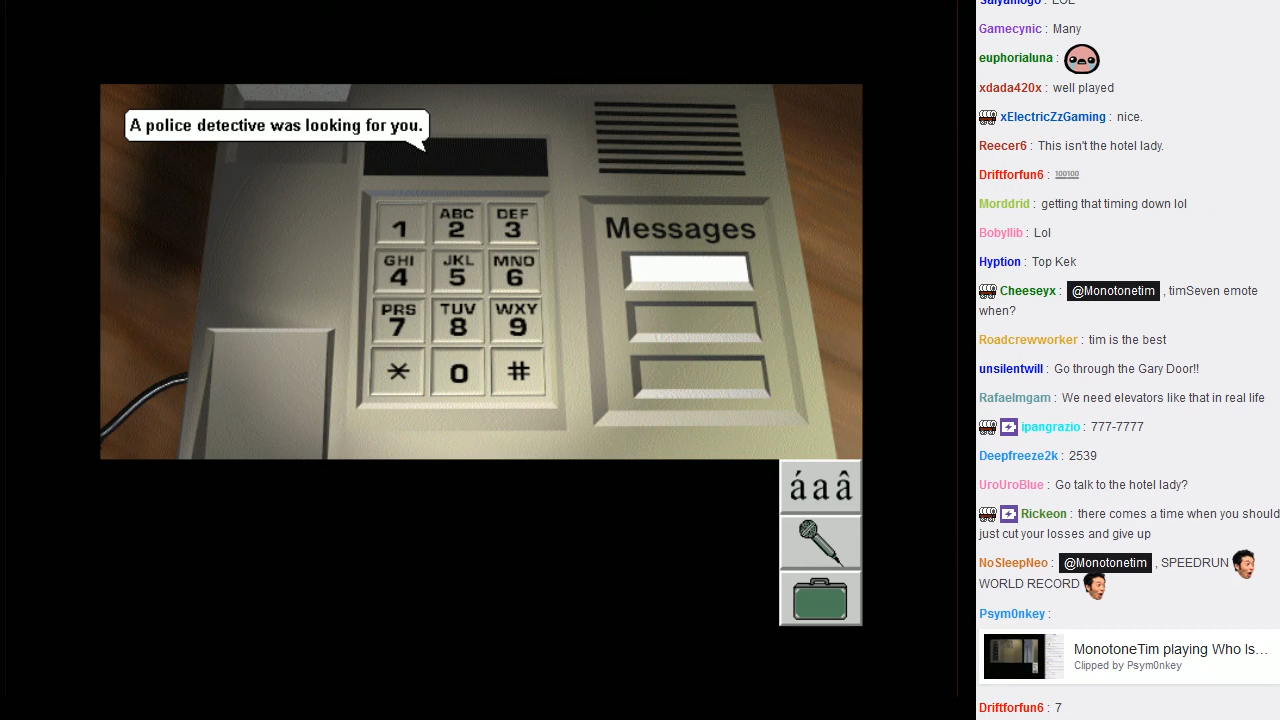 A police detective was looking for you.
1
ABC
2
DEF
3
GHI
4
JKL
5
MNO
6
PRS
7
TUV
8
WXY
9
*
0
#
Messages
á a â
Gamecynic : Many
euphorialuna :
xdada420x : well played
xElectricZzGaming : nice.
Reecer6 : This isn't the hotel lady.
Driftforfun6 : 100100
Morddrid : getting that timing down lol
Bobyllib : Lol
Hyption : Top Kek
Cheeseyx : @Monotonetim , timSeven emote
when?
Roadcrewworker : tim is the best
unsilentwill : Go through the Gary Door!!
Rafaelmgam : We need elevators like that in real life
ipangrazio : 777-7777
Deepfreeze2k : 2539
UroUroBlue : Go talk to the hotel lady?
Rickeon : there comes a time when you should
just cut your losses and give up
NoSleepNeo : @Monotonetim , SPEEDRUN
WORLD RECORD
Psym0nkey :
MonotoneTim playing Who Is...
Clipped by Psym0nkey
Driftforfun6 : 7